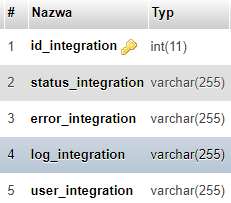 # Nazwa Typ
1 id_integration int(11)
2 status_integration varchar(255)
3 error_integration varchar(255)
4 log_integration varchar(255)
5 user_integration varchar(255)